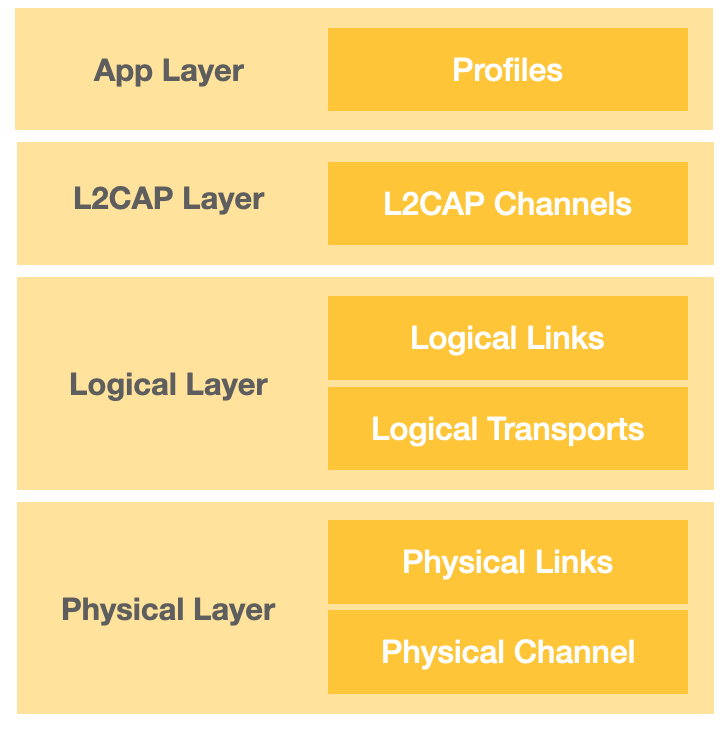 App Layer
Profiles
L2CAP Layer
L2CAP Channels
Logical Layer
Logical Links
Logical Transports
Physical Layer
Physical Links
Physical Channel